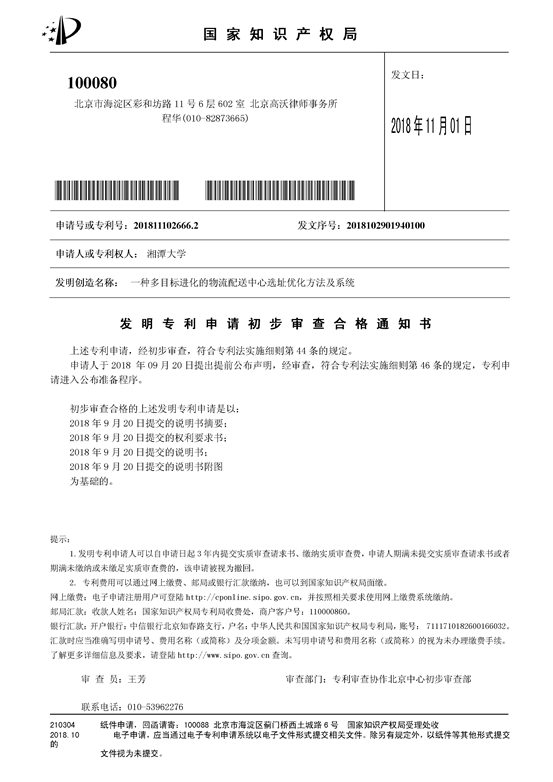 国家知识产权局
100080
北京市海淀区彩和坊路 11 号 6 层 602 室 北京高沃律师事务所
程华(010-82873665)
发文日：
2018 年 11 月 01 日
申请号或专利号：201811102666.2 发文序号：2018102901940100
申请人或专利权人： 湘潭大学
发明创造名称： 一种多目标进化的物流配送中心选址优化方法及系统
发明专利申请初步审查合格通知书
上述专利申请，经初步审查，符合专利法实施细则第 44 条的规定。
申请人于 2018 年 09 月 20 日提出提前公布声明，经审查，符合专利法实施细则第 46 条的规定，专利申
请进入公布准备程序。
初步审查合格的上述发明专利申请是以：
2018 年 9 月 20 日提交的说明书摘要；
2018 年 9 月 20 日提交的权利要求书；
2018 年 9 月 20 日提交的说明书；
2018 年 9 月 20 日提交的说明书附图
为基础的。
提示：
1.发明专利申请人可以自申请日起 3 年内提交实质审查请求书、缴纳实质审查费，申请人期满未提交实质审查请求书或者
期满未缴纳或未缴足实质审查费的，该申请被视为撤回。
2. 专利费用可以通过网上缴费、邮局或银行汇款缴纳，也可以到国家知识产权局面缴。
网上缴费：电子申请注册用户可登陆 http://cponline.sipo.gov.cn，并按照相关要求使用网上缴费系统缴纳。
邮局汇款：收款人姓名：国家知识产权局专利局收费处，商户客户号：110000860。
银行汇款：开户银行：中信银行北京知春路支行，户名：中华人民共和国国家知识产权局专利局，账号： 7111710182600166032。
汇款时应当准确写明申请号、费用名称（或简称）及分项金额。未写明申请号和费用名称（或简称）的视为未办理缴费手续。
了解更多详细信息及要求，请登陆 http://www.sipo.gov.cn 查询。
审 查 员：王芳 审查部门：专利审查协作北京中心初步审查部
联系电话：010-53962276
210304 纸件申请，回函请寄：100088 北京市海淀区蓟门桥西土城路 6 号 国家知识产权局受理处收
2018.10 电子申请，应当通过电子专利申请系统以电子文件形式提交相关文件。除另有规定外，以纸件等其他形式提交
的
文件视为未提交。